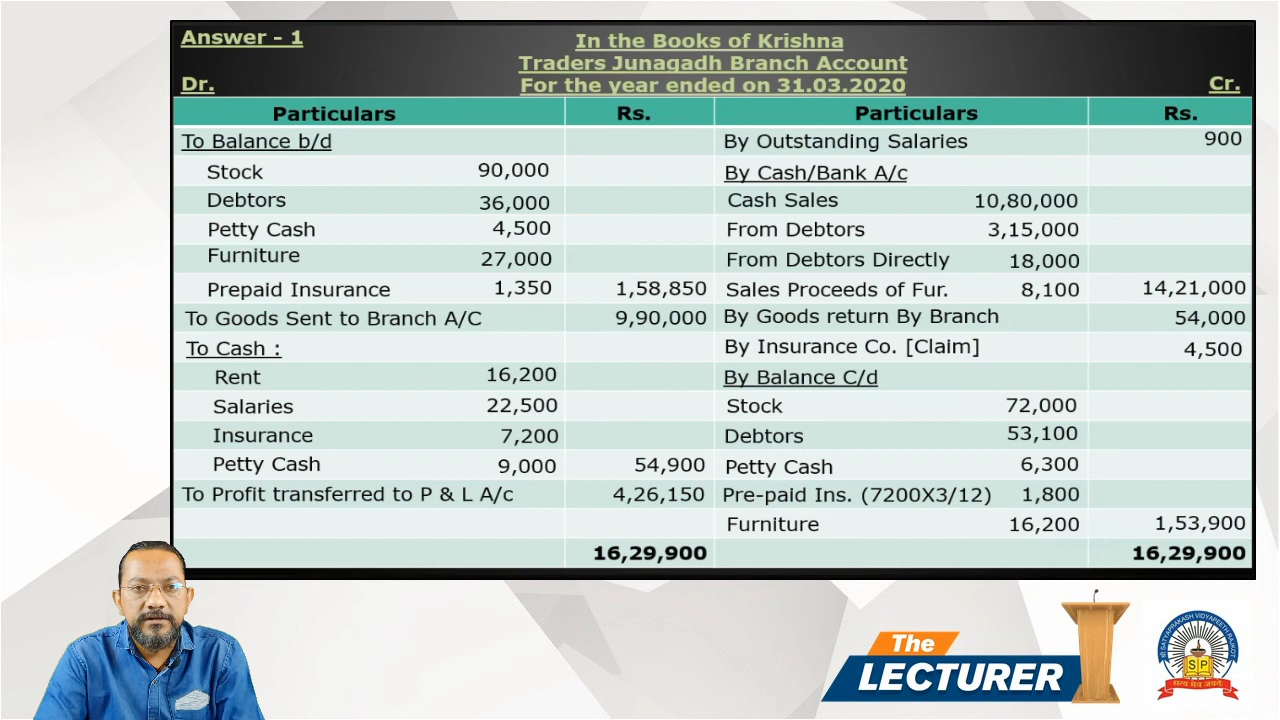 Answer - 1
In the Books of Krishna
Traders Junagadh Branch Account
Dr. For the year ended on 31.03.2020 Cr.
Particulars Rs. Particulars Rs.
To Balance b/d By Outstanding Salaries 900
Stock 90,000 By Cash/Bank A/c
Debtors 36,000 Cash Sales 10,80,000
Petty Cash 4,500 From Debtors 3,15,000
Furniture 27,000 From Debtors Directly 18,000
Prepaid Insurance 1,350 1,58,850 Sales Proceeds of Fur. 8,100 14,21,000
To Goods Sent to Branch A/C 9,90,000 By Goods return By Branch 54,000
To Cash : By Insurance Co. [Claim] 4,500
Rent 16,200 By Balance C/d
Salaries 22,500 Stock 72,000
Insurance 7,200 Debtors 53,100
Petty Cash 9,000 54,900 Petty Cash 6,300
To Profit transferred to P & L A/c 4,26,150 Pre-paid Ins. (7200X3/12) 1,800
Furniture 16,200 1,53,900
16,29,900 16,29,900
The
LECTURER
SATYAPRAKASH VIDYAPEETH RAJKOT
S P
सत्य मेव जयते